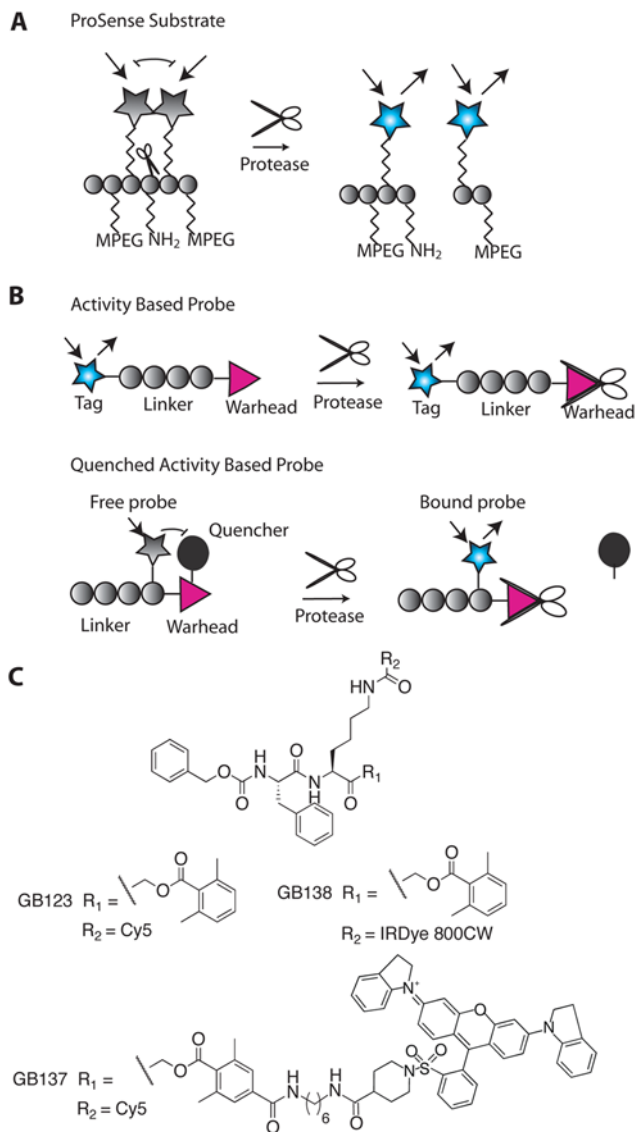 A
ProSense Substrate
Protease
MPEG NH2 MPEG
MPEG NH2
MPEG
B
Activity Based Probe
Tag
Linker
Warhead
Protease
Tag
Linker
Warhead
Quenched Activity Based Probe
Free probe
Quencher
Linker
Warhead
Protease
Bound probe
C
R2
HN
O
O
H
N
O
O
N
H
R1
O
GB123 R1 =
O
O
R2 = Cy5
GB138 R1 =
O
O
R2 = IRDye 800CW
GB137 R1 =
O
O
R2 = Cy5
O
H
N
6
H
N
O
N
O
O
S
N+
O
N